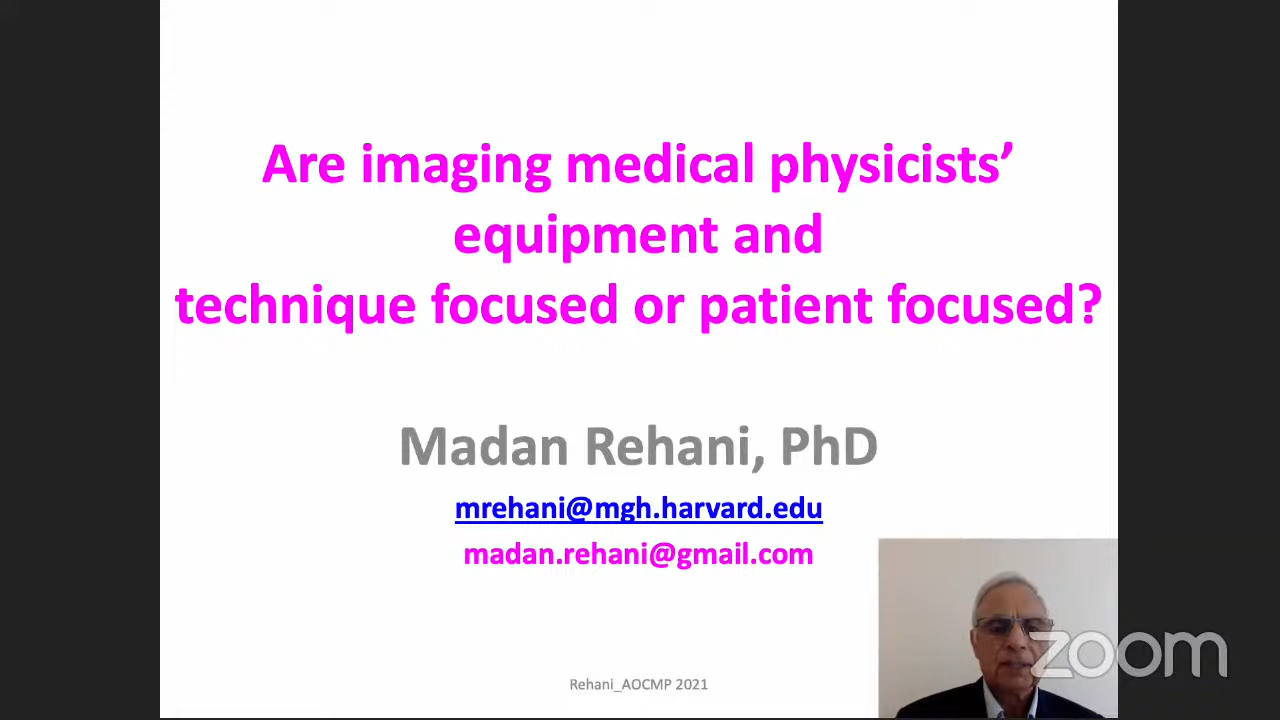 Are imaging medical physicists’
equipment and
technique focused or patient focused?
Madan Rehani, PhD
mrehani@mgh.harvard.edu
madan.rehani@gmail.com
zoom
Rehani_AOCMP 2021